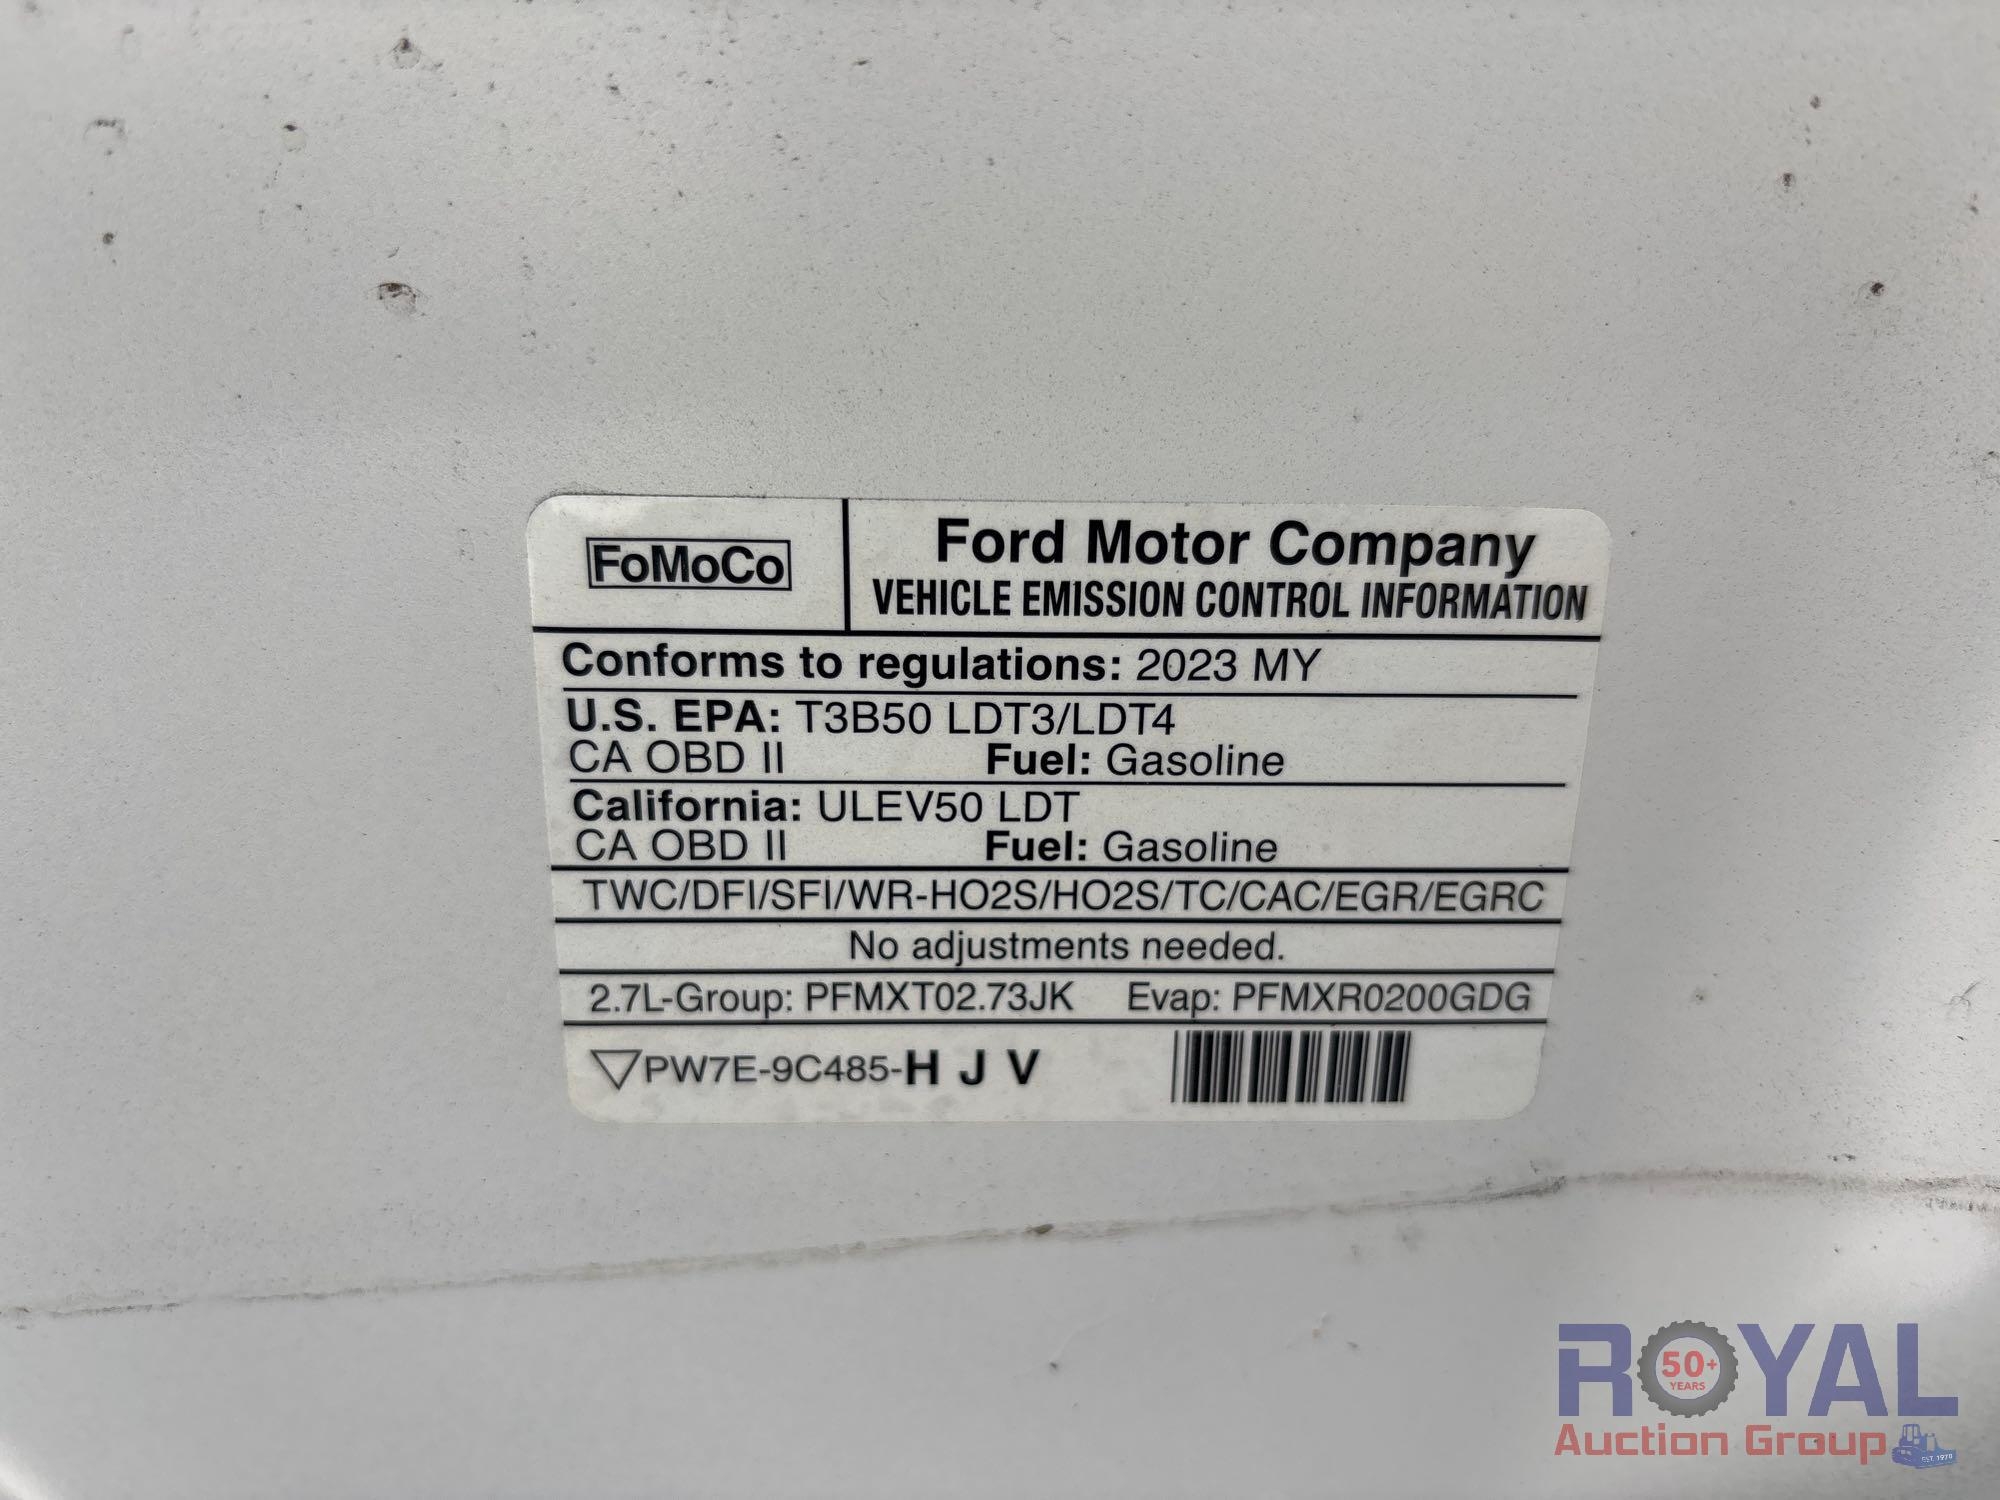 FoMoCo
Ford Motor Company
VEHICLE EMISSION CONTROL INFORMATION
Conforms to regulations: 2023 MY
U.S. EPA: T3B50 LDT3/LDT4
CA OBD II Fuel: Gasoline
California: ULEV50 LDT
CA OBD II Fuel: Gasoline
TWC/DFI/SFI/WR-HO2S/HO2S/TC/CAC/EGR/EGRC
No adjustments needed.
2.7L-Group: PFMXT02.73JK Evap: PFMXR0200GDG
PW7E-9C485-H J V
ROYAL
50+
YEARS
Auction Group
EST. 1970